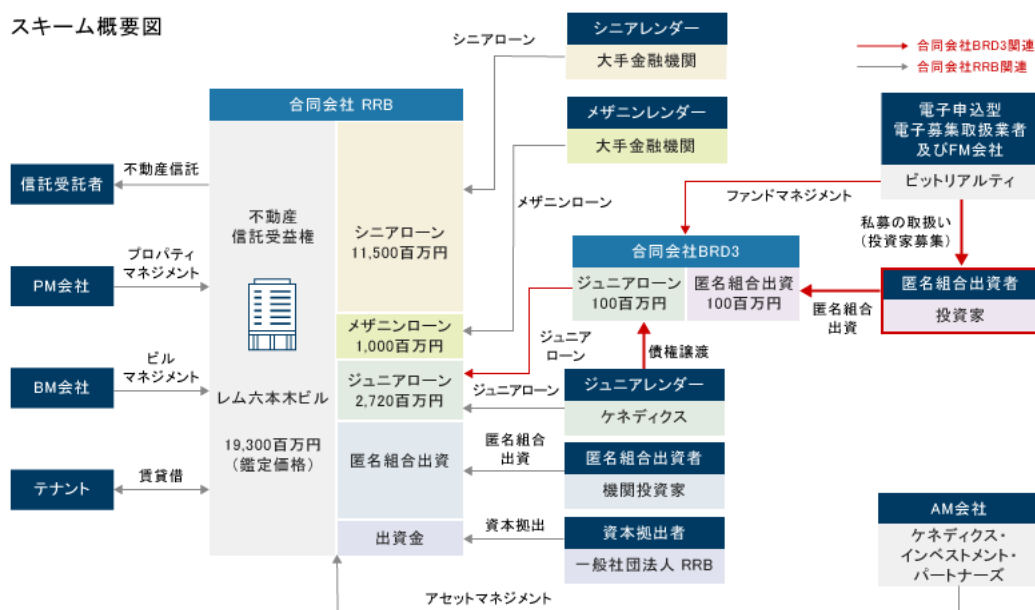 スキーム概要図
シニアローン
シニアレンダー
大手金融機関
合同会社BRD3関連
合同会社RRB関連
合同会社 RRB
メザニンレンダー
大手金融機関
電子申込型
電子募集取扱業者
及びFM会社
ビットリアルティ
信託受託者
不動産信託
不動産
信託受益権
シニアローン
11,500百万円
メザニンローン
ファンドマネジメント
私募の取扱い
(投資家募集)
PM会社
プロパティ
マネジメント
合同会社BRD3
ジュニアローン
100百万円
匿名組合出資
100百万円
匿名組合
出資
匿名組合出資者
投資家
メザニンローン
1,000百万円
ジュニア
ローン
債権譲渡
BM会社
ビル
マネジメント
レム六本木ビル
19,300百万円
(鑑定価格)
ジュニアローン
2,720百万円
ジュニアローン
ジュニアレンダー
ケネディクス
匿名組合出資
匿名組合
出資
匿名組合出資者
機関投資家
テナント
賃貸借
出資金
資本拠出
資本拠出者
一般社団法人 RRB
AM会社
ケネディクス・
インベストメント・
パートナーズ
アセットマネジメント